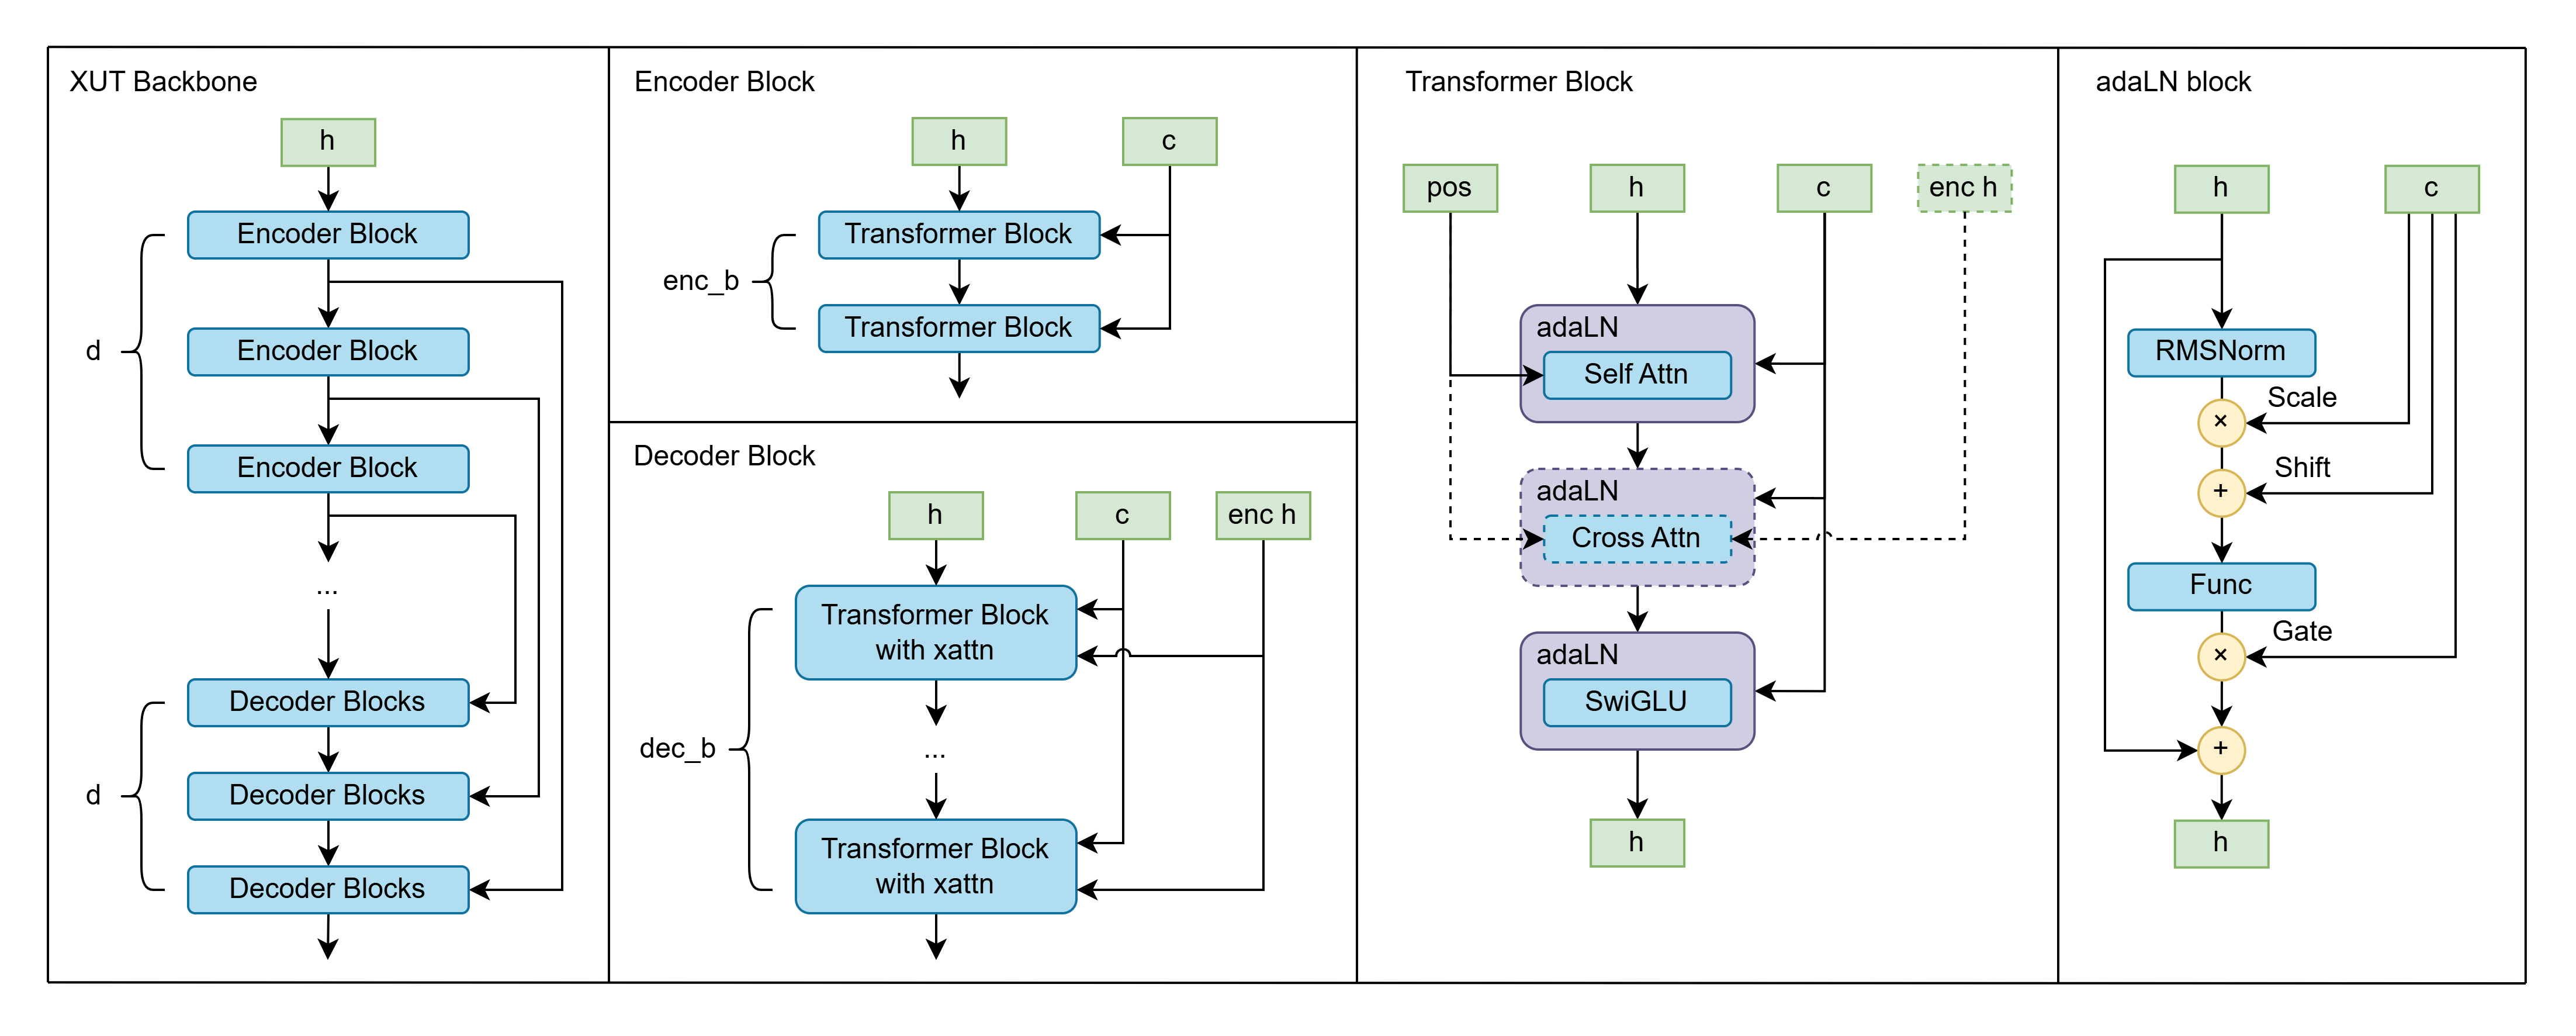 XUT Backbone
h
Encoder Block
d
Encoder Block
Encoder Block
...
Decoder Blocks
d
Decoder Blocks
Decoder Blocks
Encoder Block
h
c
Transformer Block
enc_b
Transformer Block
Decoder Block
h
c
enc h
Transformer Block
with xattn
dec_b
...
Transformer Block
with xattn
Transformer Block
pos
h
c
enc h
adaLN
Self Attn
adaLN
Cross Attn
adaLN
SwiGLU
h
adaLN block
h
c
RMSNorm
Scale
×
Shift
+
Func
Gate
×
+
h